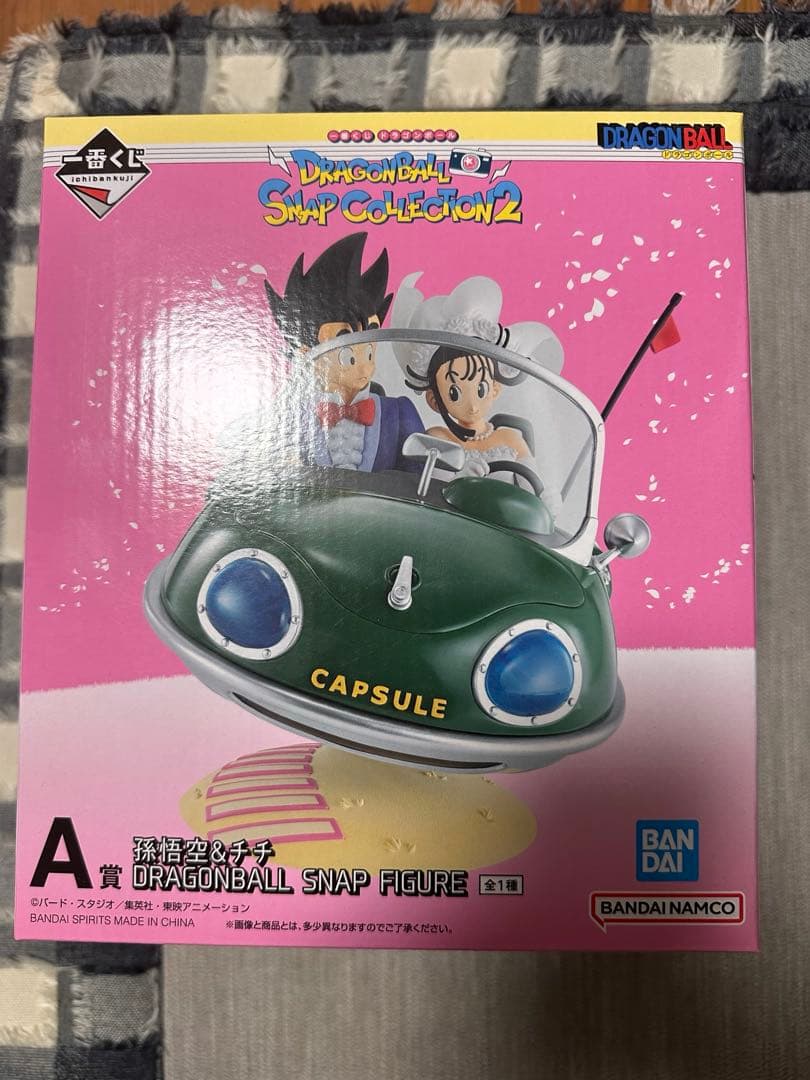 一番くじ
ichibankuji
一番くじ ドラゴンボール
DRAGONBALL
SNAP COLLECTION2
DRAGONBALL
ドラゴンボール
CAPSULE
A賞
孫悟空&チチ
DRAGONBALL SNAP FIGURE 全1種
©バード・スタジオ/集英社・東映アニメーション
BANDAI SPIRITS MADE IN CHINA ※画像と商品とは、多少異なりますのでご了承ください。
BAN
DAI
BANDAI NAMCO